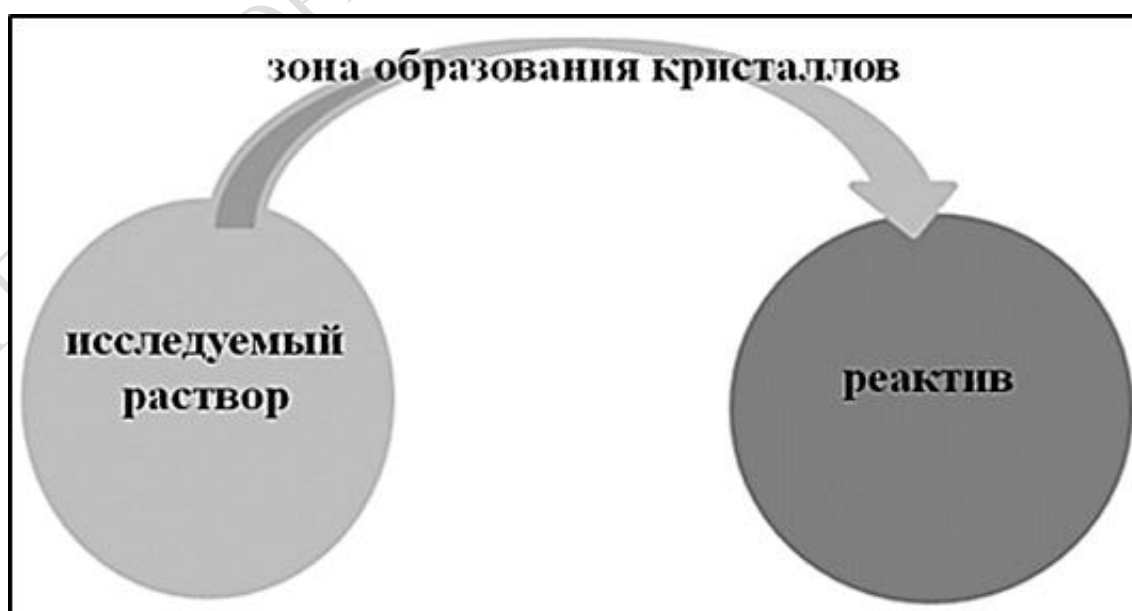 зона образования кристаллов
исследуемый
раствор
реактив